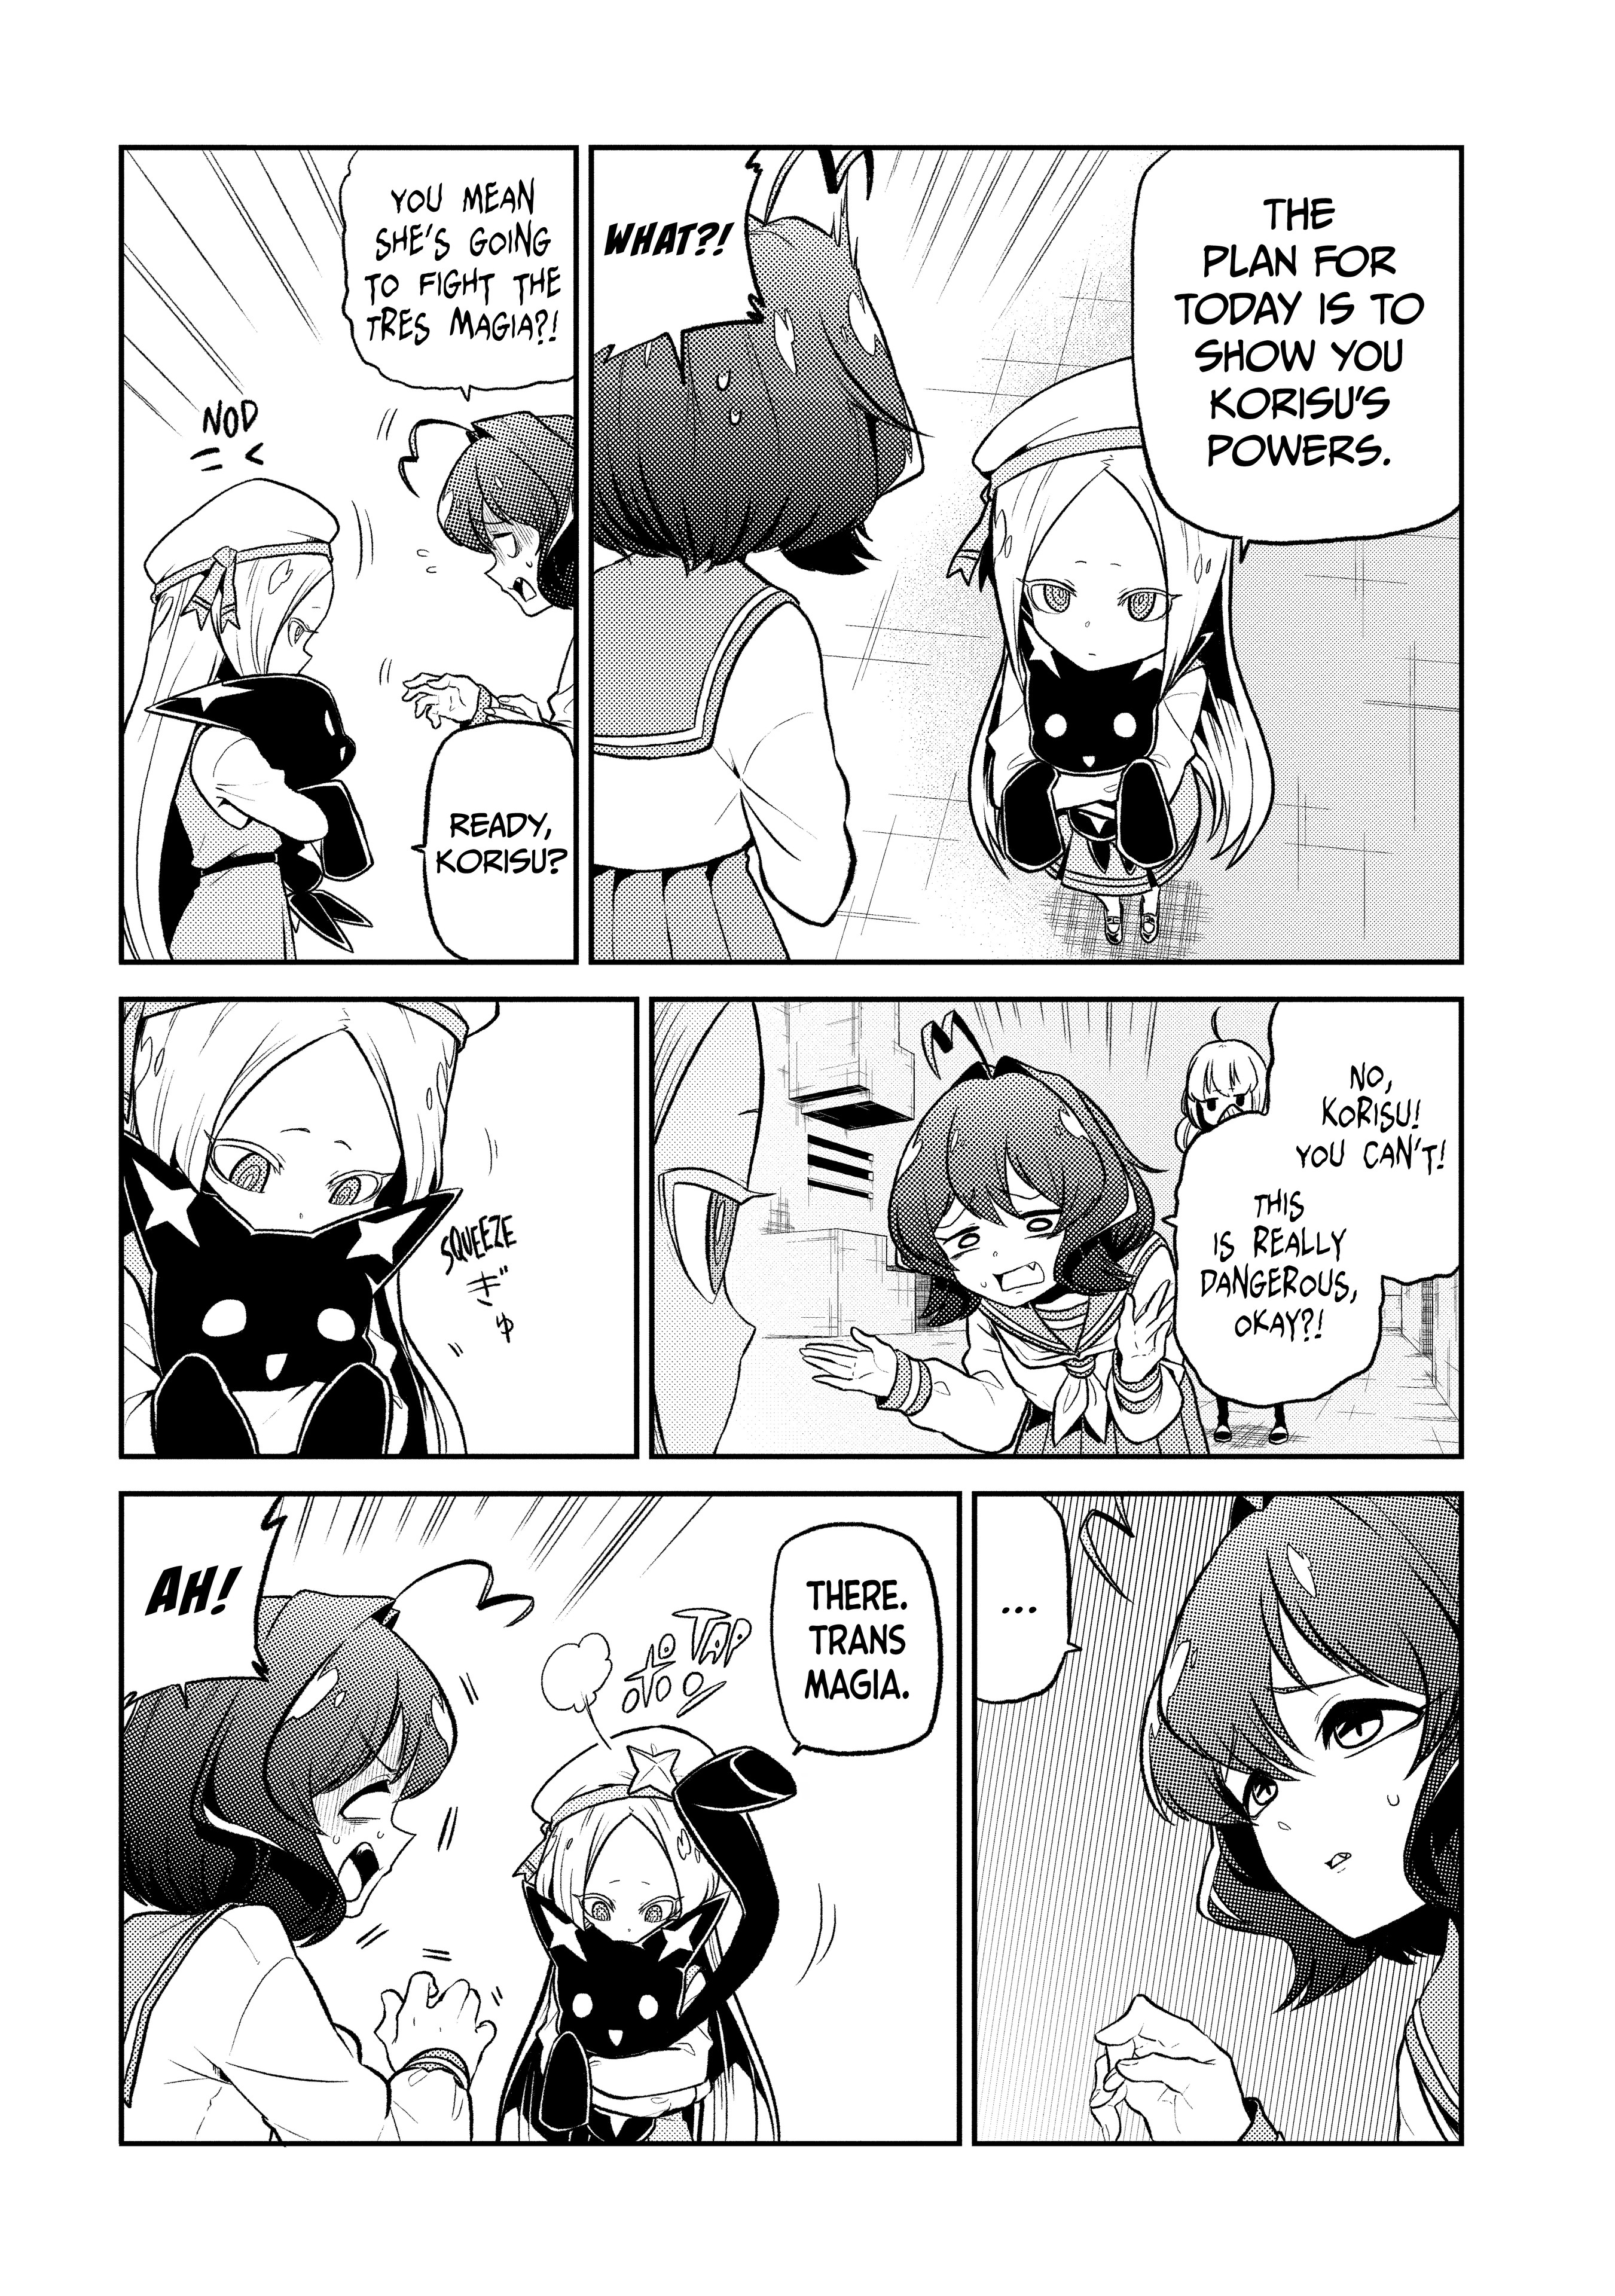 THE
PLAN FOR
TODAY IS TO
SHOW YOU
KORISU'S
POWERS.
WHAT?!
YOU MEAN
SHE'S GOING
TO FIGHT THE
TRES MAGIA?!
NOD
READY,
KORISU?
NO,
KORISU!
YOU CAN'T!
THIS
IS REALLY
DANGEROUS,
OKAY?!
SQUEEZE
ぎゅ
...
THERE.
TRANS
MAGIA.
TAP
ポ
AH!